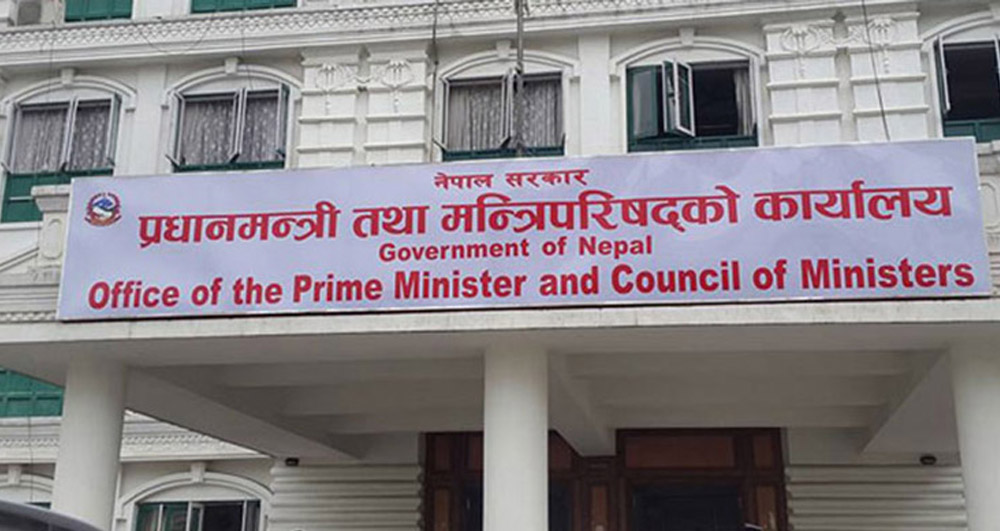 नेपाल सरकार
प्रधानमन्त्री तथा मन्त्रिपरिषद्को कार्यालय
Government of Nepal
Office of the Prime Minister and Council of Ministers